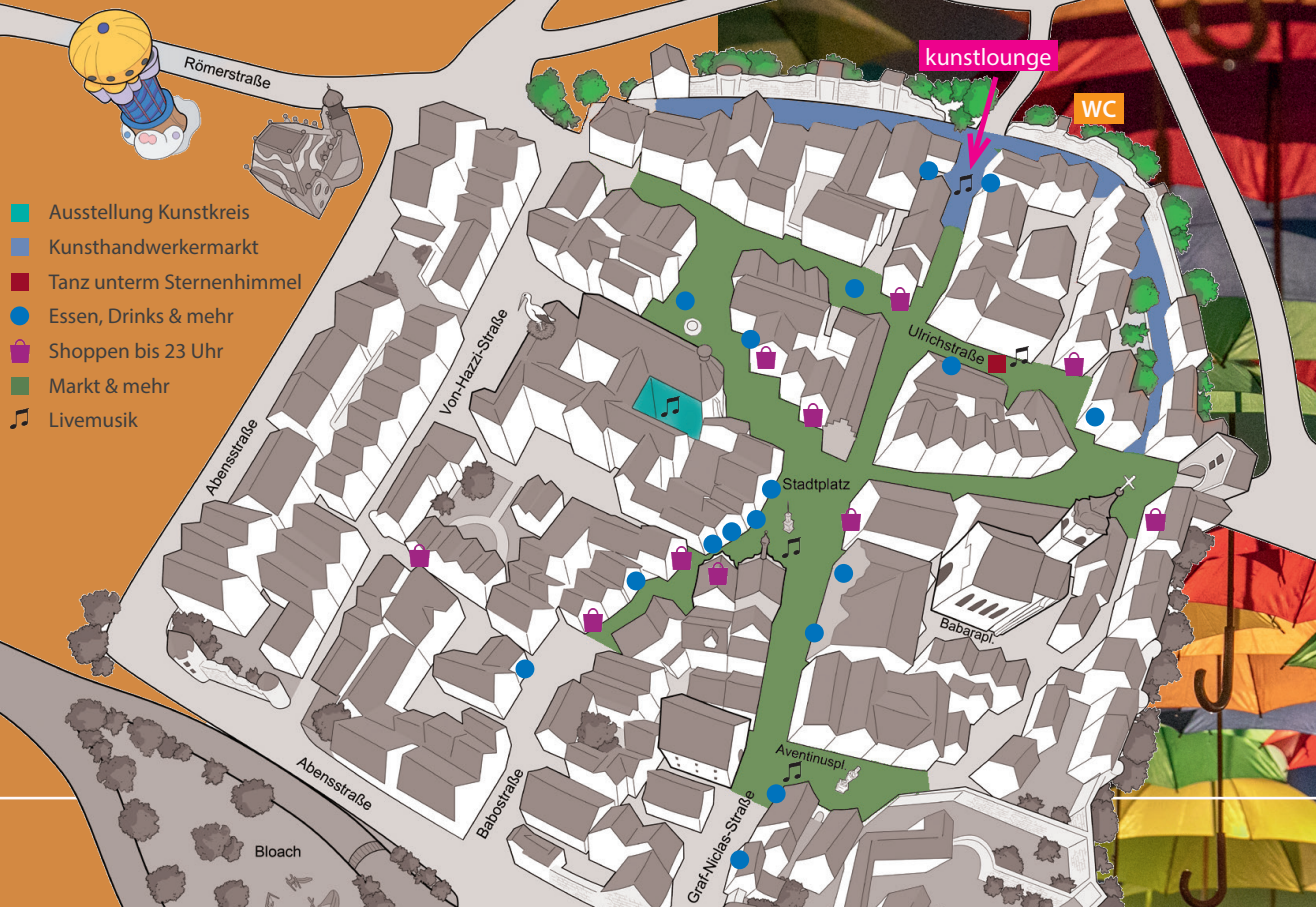 kunstlounge
WC
Römerstraße
Ausstellung Kunstkreis
Kunsthandwerkermarkt
Tanz unterm Sternenhimmel
Essen, Drinks & mehr
Shoppen bis 23 Uhr
Markt & mehr
Livemusik
Von-Hazzi-Straße
Abensstraße
Ulrichstraße
Stadtplatz
Babarapl.
Aventinuspl.
Abensstraße
Babostraße
Graf-Niclas-Straße
Bloach